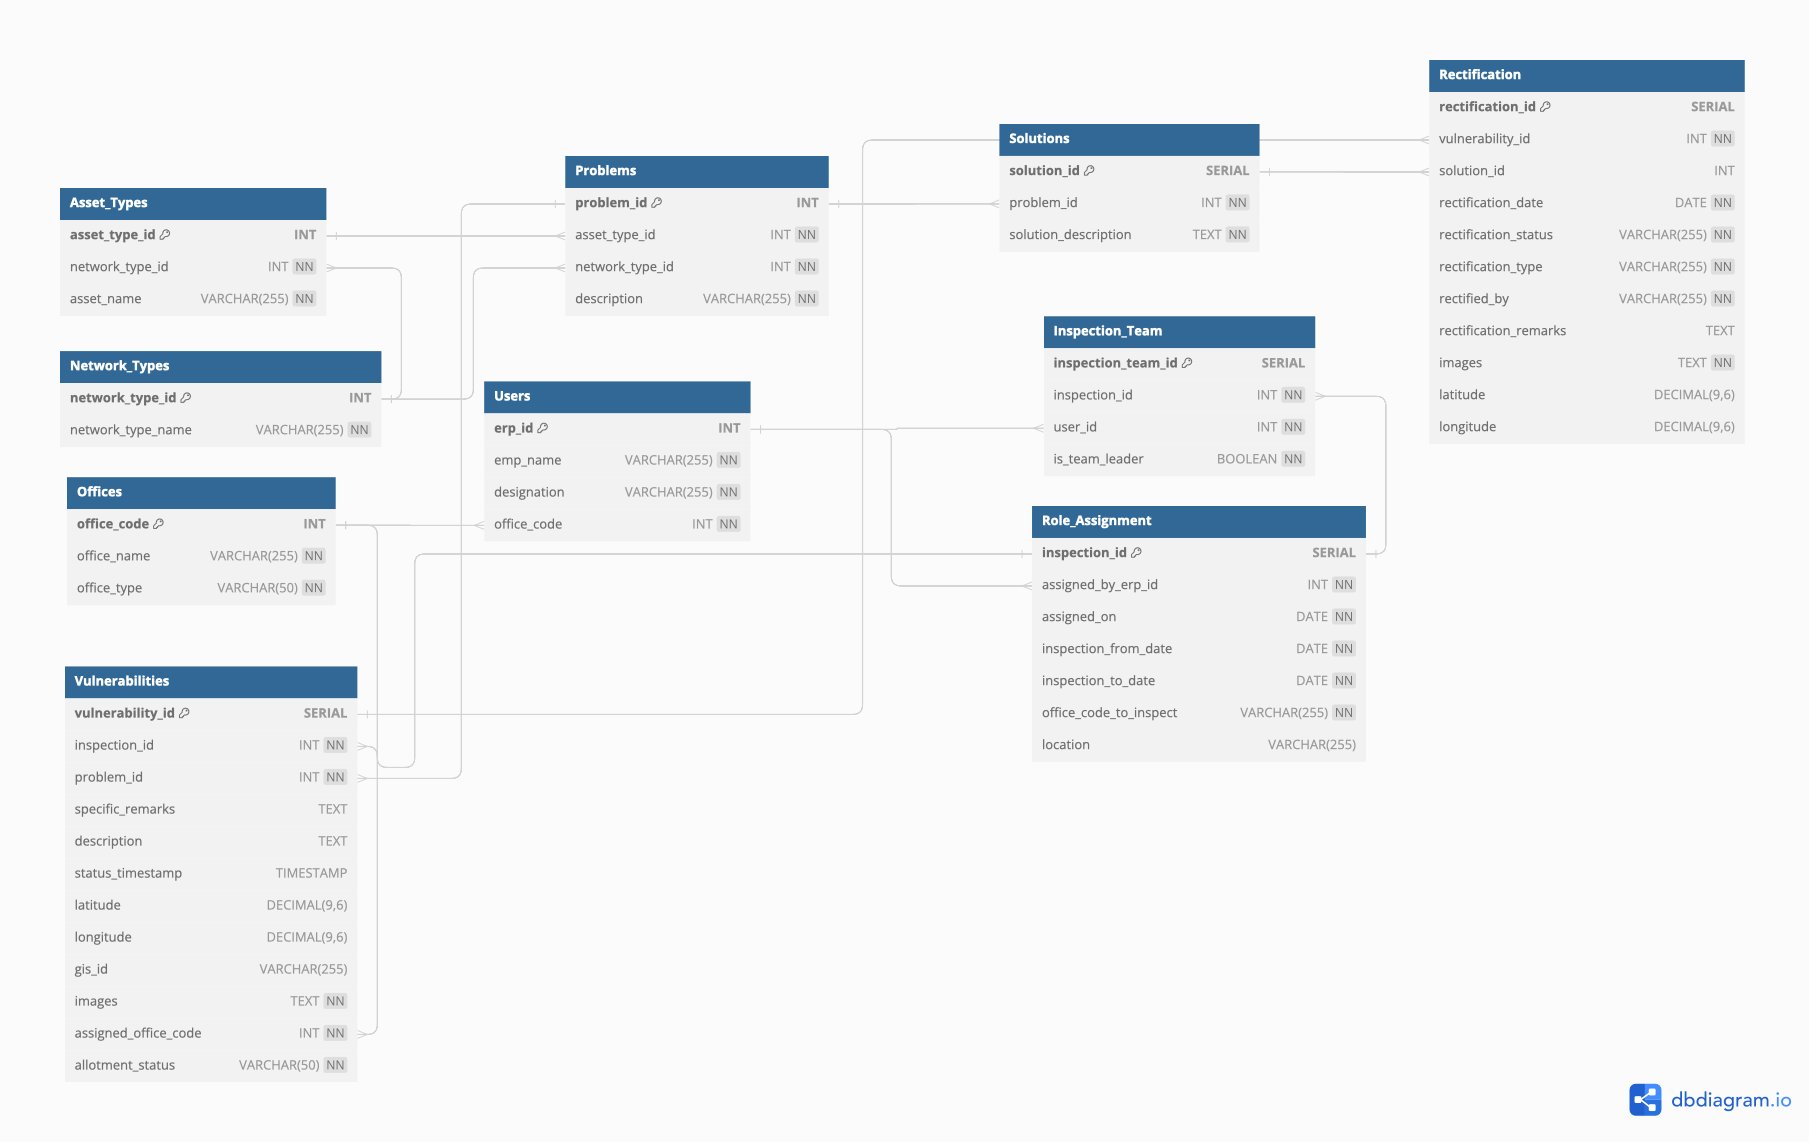 Asset_Types
asset_type_id INT
network_type_id INT NN
asset_name VARCHAR(255) NN
Network_Types
network_type_id INT
network_type_name VARCHAR(255) NN
Offices
office_code INT
office_name VARCHAR(255) NN
office_type VARCHAR(50) NN
Vulnerabilities
vulnerability_id SERIAL
inspection_id INT NN
problem_id INT NN
specific_remarks TEXT
description TEXT
status_timestamp TIMESTAMP
latitude DECIMAL(9,6)
longitude DECIMAL(9,6)
gis_id VARCHAR(255)
images TEXT NN
assigned_office_code INT NN
allotment_status VARCHAR(50) NN
Problems
problem_id INT
asset_type_id INT NN
network_type_id INT NN
description VARCHAR(255) NN
Users
erp_id INT
emp_name VARCHAR(255) NN
designation VARCHAR(255) NN
office_code INT NN
Solutions
solution_id SERIAL
problem_id INT NN
solution_description TEXT NN
Inspection_Team
inspection_team_id SERIAL
inspection_id INT NN
user_id INT NN
is_team_leader BOOLEAN NN
Role_Assignment
inspection_id SERIAL
assigned_by_erp_id INT NN
assigned_on DATE NN
inspection_from_date DATE NN
inspection_to_date DATE NN
office_code_to_inspect VARCHAR(255) NN
location VARCHAR(255)
Rectification
rectification_id SERIAL
vulnerability_id INT NN
solution_id INT
rectification_date DATE NN
rectification_status VARCHAR(255) NN
rectification_type VARCHAR(255) NN
rectified_by VARCHAR(255) NN
rectification_remarks TEXT
images TEXT NN
latitude DECIMAL(9,6)
longitude DECIMAL(9,6)
dbdiagram.io